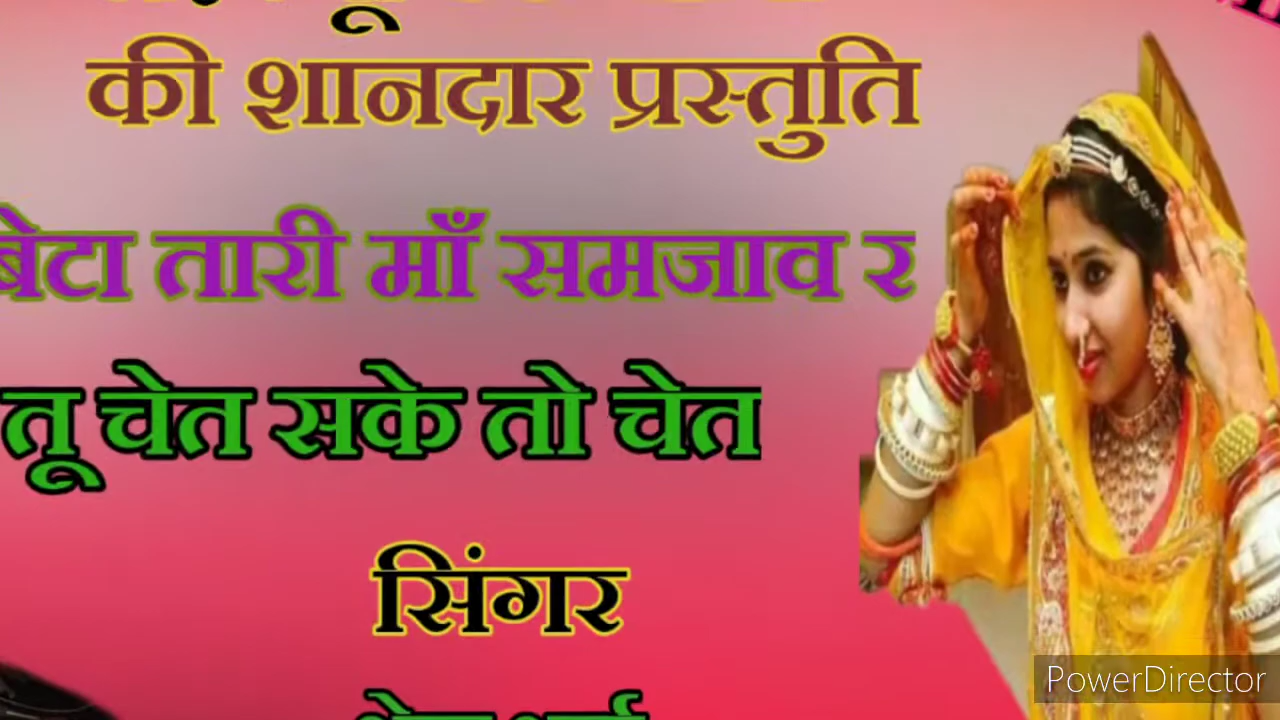 की शानदार प्रस्तुति
बेटा तारी माँ समजाव र
तू चेत सके तो चेत
सिंगर
PowerDirector